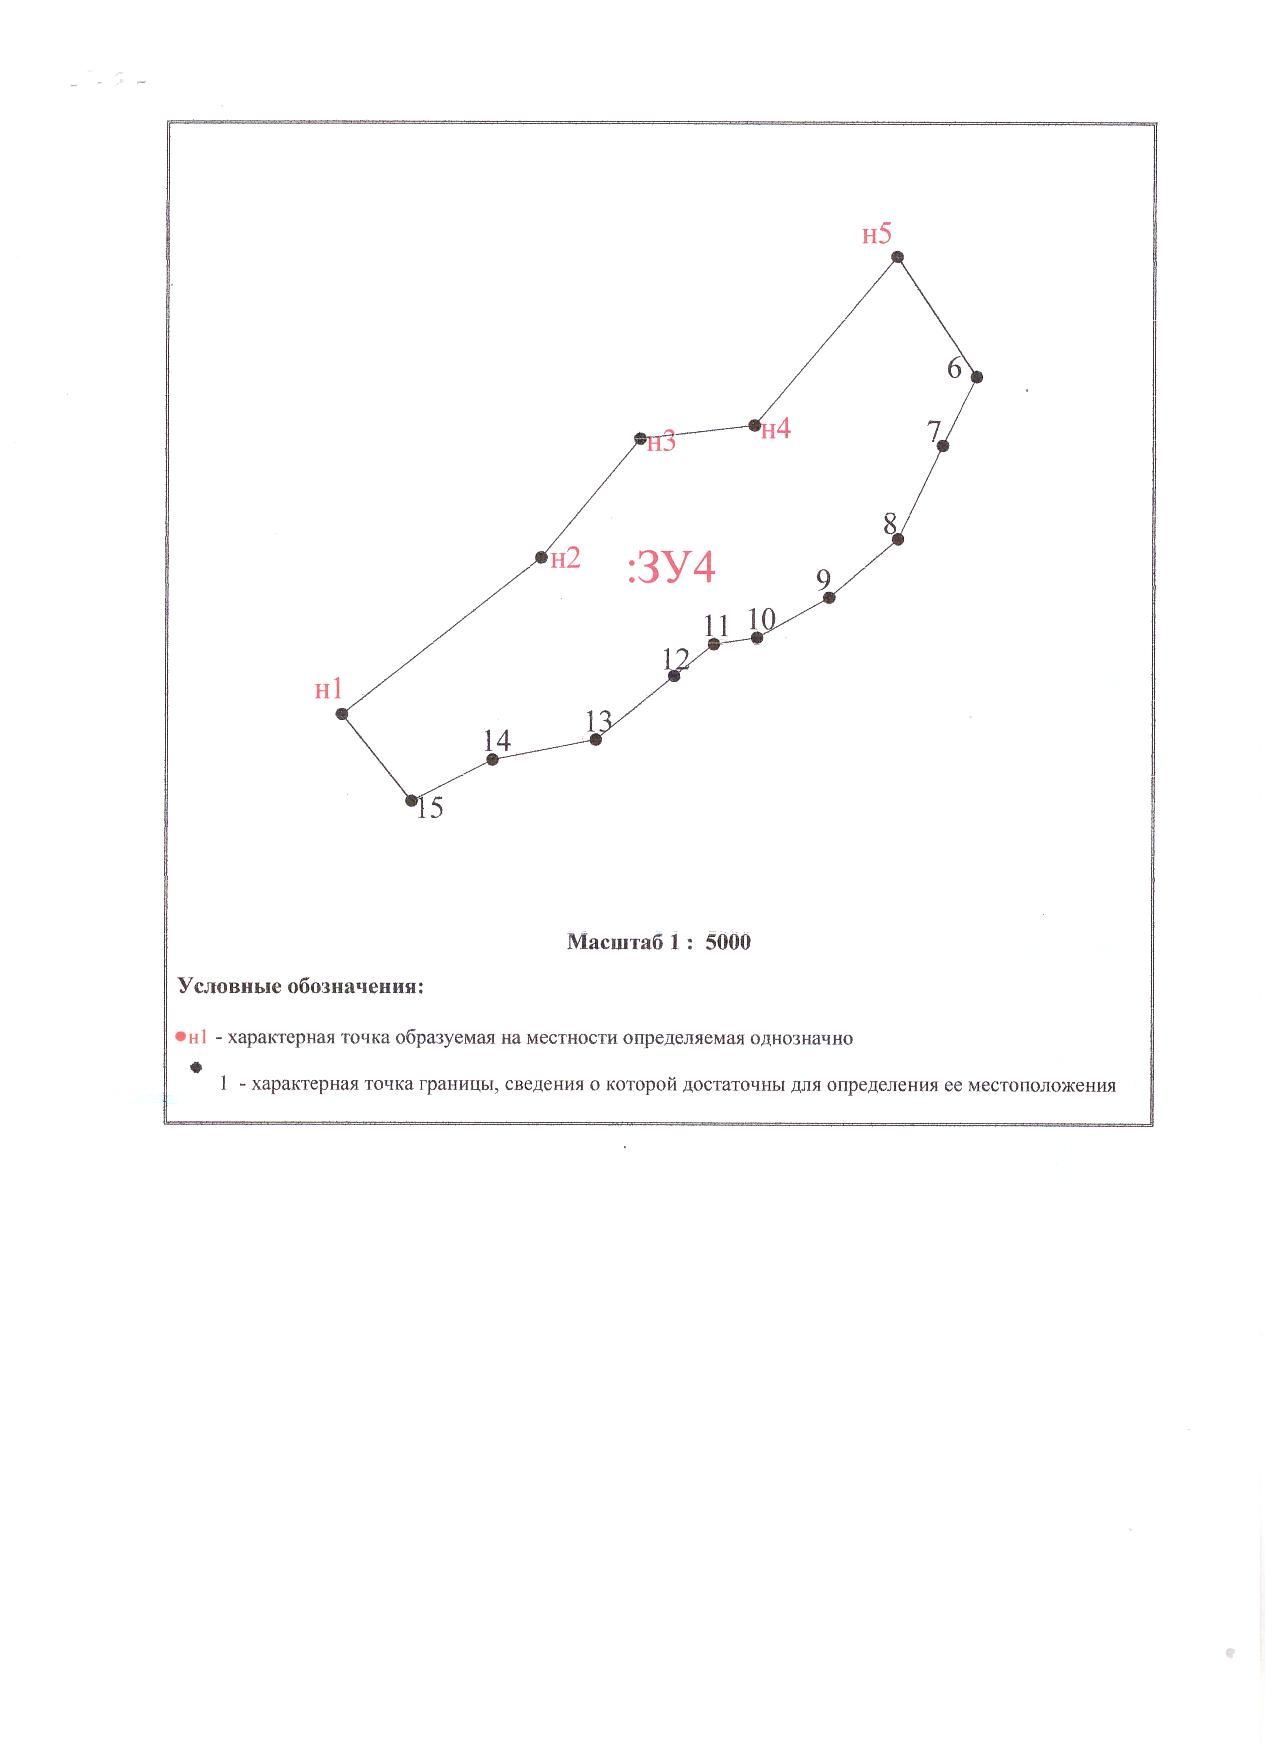 н5
6
7
н3
н4
8
н2
:ЗУ4
9
11
10
12
н1
13
14
15
Масштаб 1 : 5000
Условные обозначения:
н1 - характерная точка образуемая на местности определяемая однозначно
1 - характерная точка границы, сведения о которой достаточны для определения ее местоположения